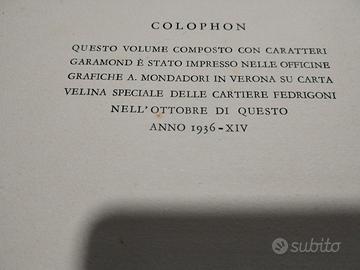 COLOPHON
QUESTO VOLUME COMPOSTO CON CARATTERI
GARAMOND È STATO IMPRESSO NELLE OFFICINE
GRAFICHE A. MONDADORI IN VERONA SU CARTA
VELINA SPECIALE DELLE CARTIERE FEDRIGONI
NELL'OTTOBRE DI QUESTO
ANNO 1936-XIV
subito